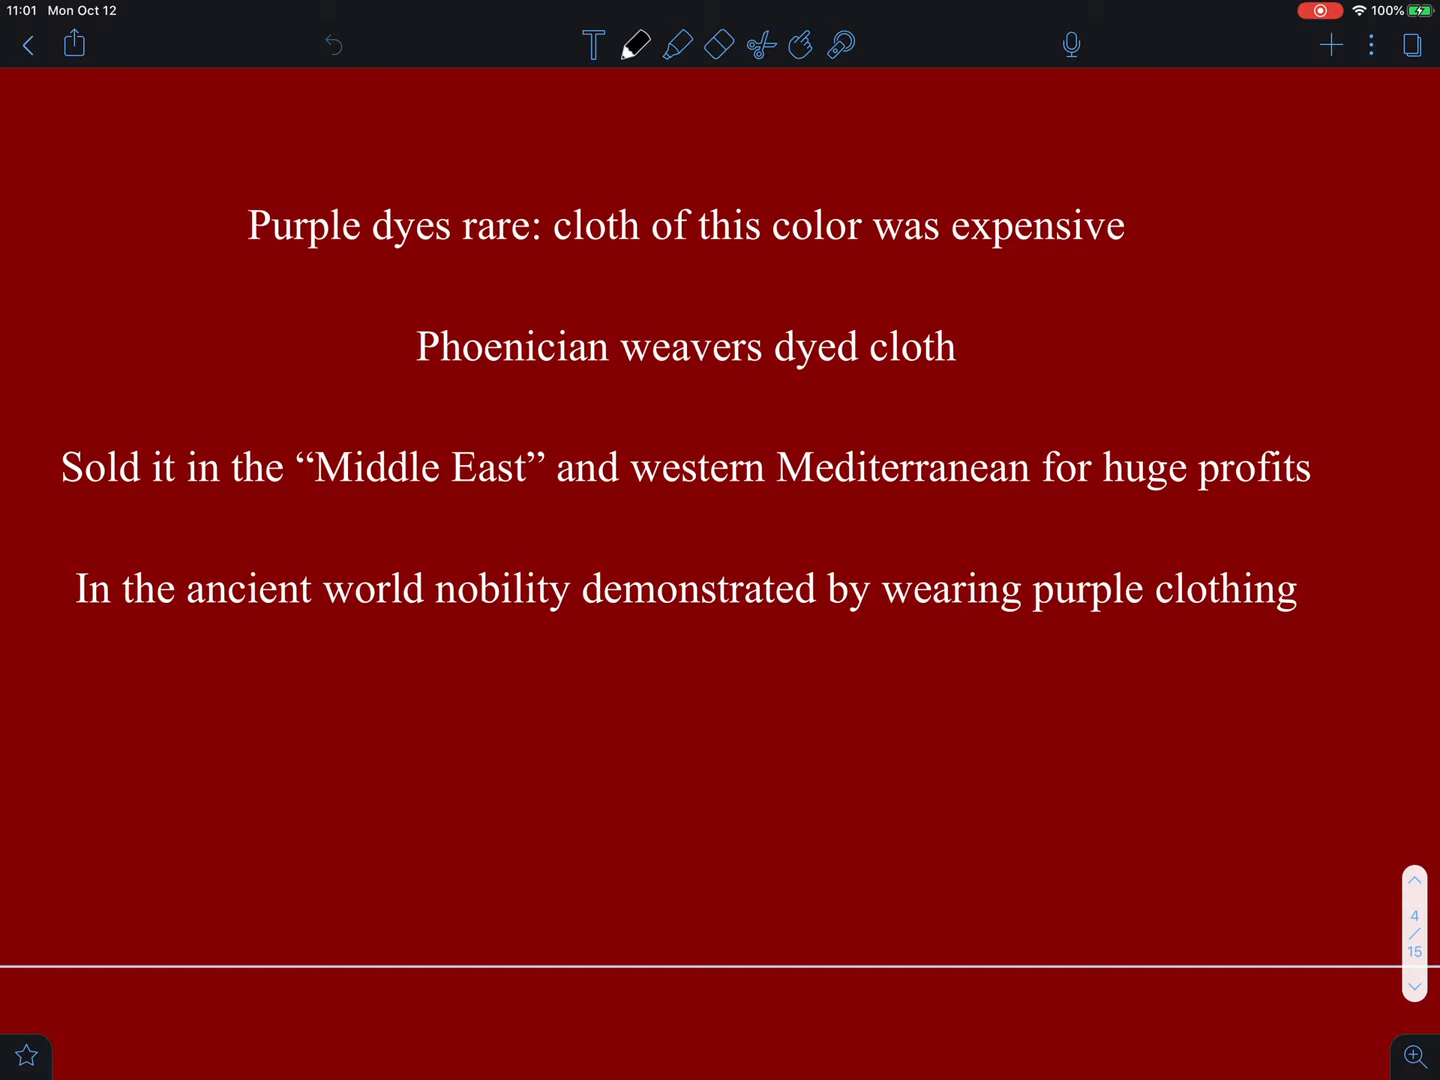 11:01 Mon Oct 12
100%
Purple dyes rare: cloth of this color was expensive
Phoenician weavers dyed cloth
Sold it in the “Middle East” and western Mediterranean for huge profits
In the ancient world nobility demonstrated by wearing purple clothing
4
/
15